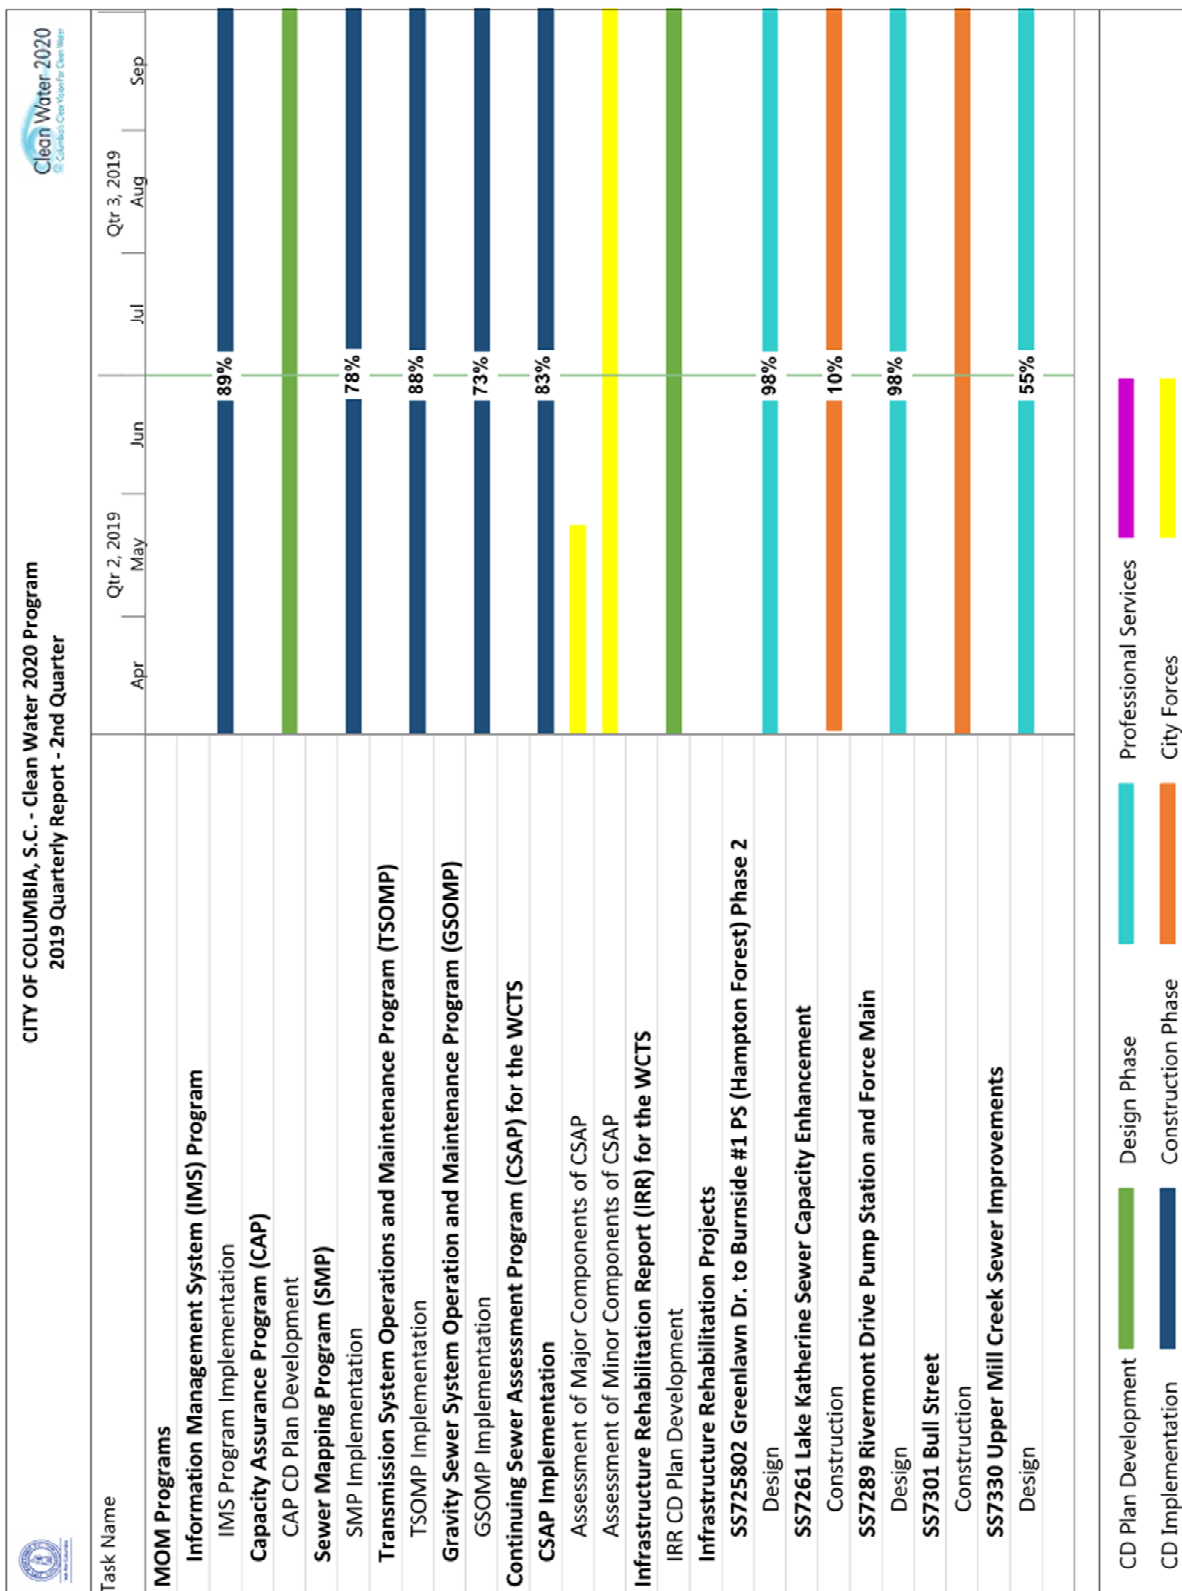 CITY OF COLUMBIA, S.C. - Clean Water 2020 Program
2019 Quarterly Report - 2nd Quarter
Clean Water 2020
Columbia's Clear Vision For Clean Water
Task Name
Qtr 2, 2019
Qtr 3, 2019
Apr
May
Jun
Jul
Aug
Sep
MOM Programs
Information Management System (IMS) Program
IMS Program Implementation
89%
Capacity Assurance Program (CAP)
CAP CD Plan Development
Sewer Mapping Program (SMP)
SMP Implementation
78%
Transmission System Operations and Maintenance Program (TSOMP)
TSOMP Implementation
88%
Gravity Sewer System Operation and Maintenance Program (GSOMP)
GSOMP Implementation
73%
Continuing Sewer Assessment Program (CSAP) for the WCTS
CSAP Implementation
83%
Assessment of Major Components of CSAP
Assessment of Minor Components of CSAP
Infrastructure Rehabilitation Report (IRR) for the WCTS
IRR CD Plan Development
Infrastructure Rehabilitation Projects
SS725802 Greenlawn Dr. to Burnside #1 PS (Hampton Forest) Phase 2
Design
98%
SS7261 Lake Katherine Sewer Capacity Enhancement
Construction
10%
SS7289 Rivermont Drive Pump Station and Force Main
Design
98%
SS7301 Bull Street
Construction
SS7330 Upper Mill Creek Sewer Improvements
Design
55%
CD Plan Development
Design Phase
Professional Services
CD Implementation
Construction Phase
City Forces